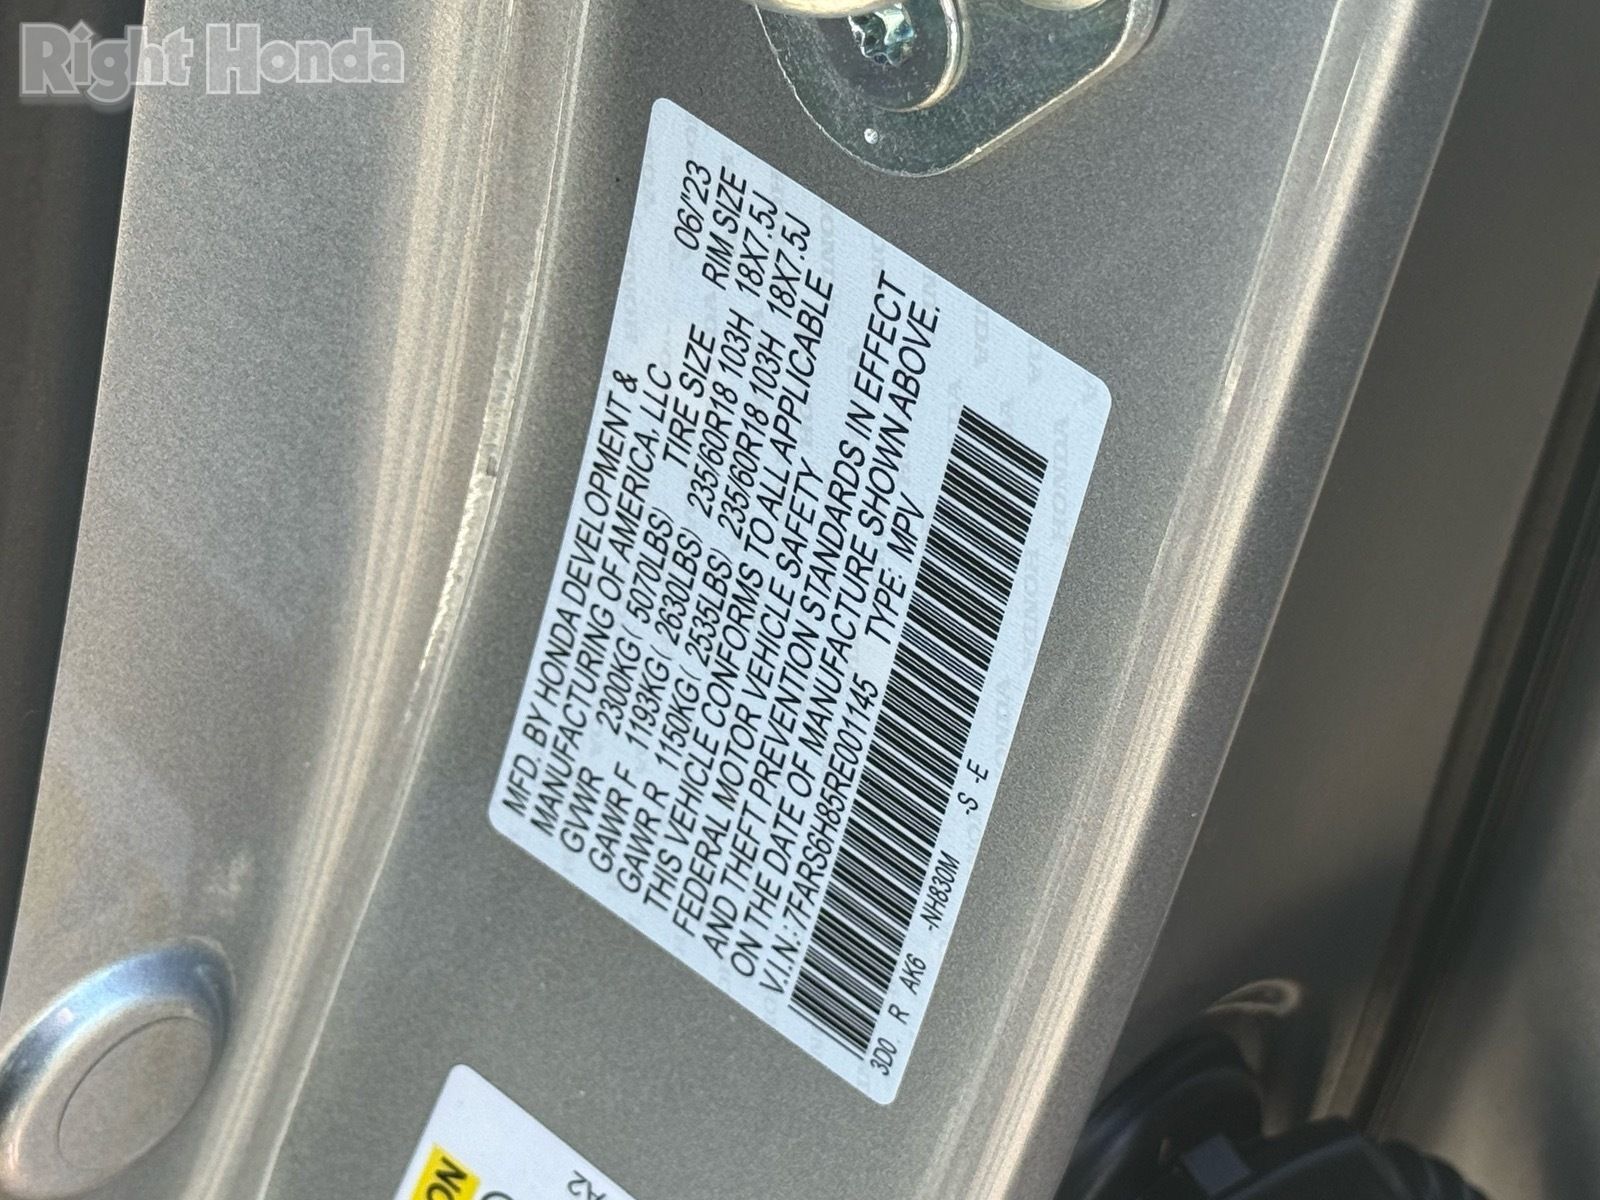 Right Honda
MFD. BY HONDA DEVELOPMENT &
MANUFACTURING OF AMERICA, LLC 06/'23
GVWR 2300KG( 5070LBS) TIRE SIZE RIM SIZE
GAWR F 1193KG( 2630LBS) 235/60R18 103H 18X7.5J
GAWR R 1150KG( 2535LBS) 235/60R18 103H 18X7.5J
THIS VEHICLE CONFORMS TO ALL APPLICABLE
FEDERAL MOTOR VEHICLE SAFETY
AND THEFT PREVENTION STANDARDS IN EFFECT
ON THE DATE OF MANUFACTURE SHOWN ABOVE.
V.I.N.:7FARS6H85RE001145 TYPE: MPV
3D0 R AK6 -NH830M -S -E